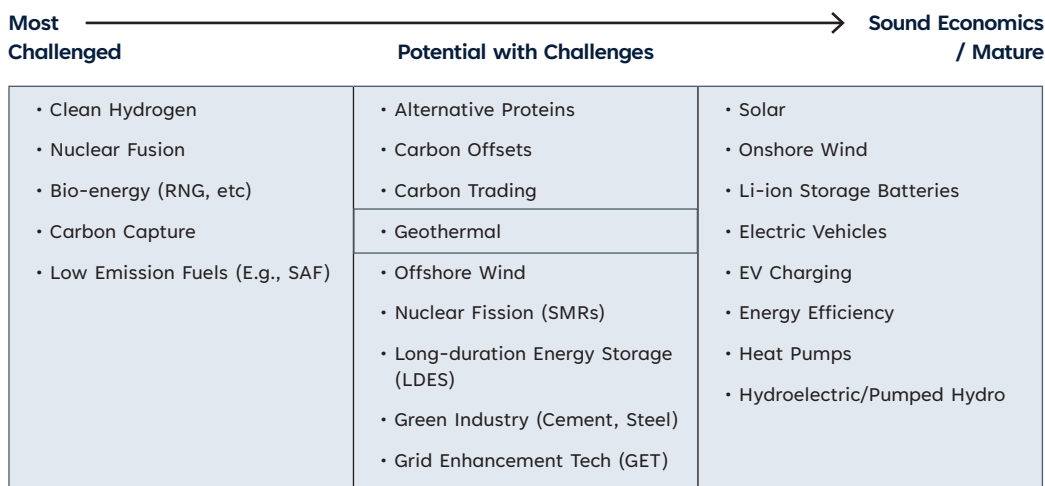 Most
Challenged
Potential with Challenges
Sound Economics
/ Mature
• Clean Hydrogen
• Nuclear Fusion
• Bio-energy (RNG, etc)
• Carbon Capture
• Low Emission Fuels (E.g., SAF)
• Alternative Proteins
• Carbon Offsets
• Carbon Trading
• Geothermal
• Offshore Wind
• Nuclear Fission (SMRs)
• Long-duration Energy Storage
(LDES)
• Green Industry (Cement, Steel)
• Grid Enhancement Tech (GET)
• Solar
• Onshore Wind
• Li-ion Storage Batteries
• Electric Vehicles
• EV Charging
• Energy Efficiency
• Heat Pumps
• Hydroelectric/Pumped Hydro